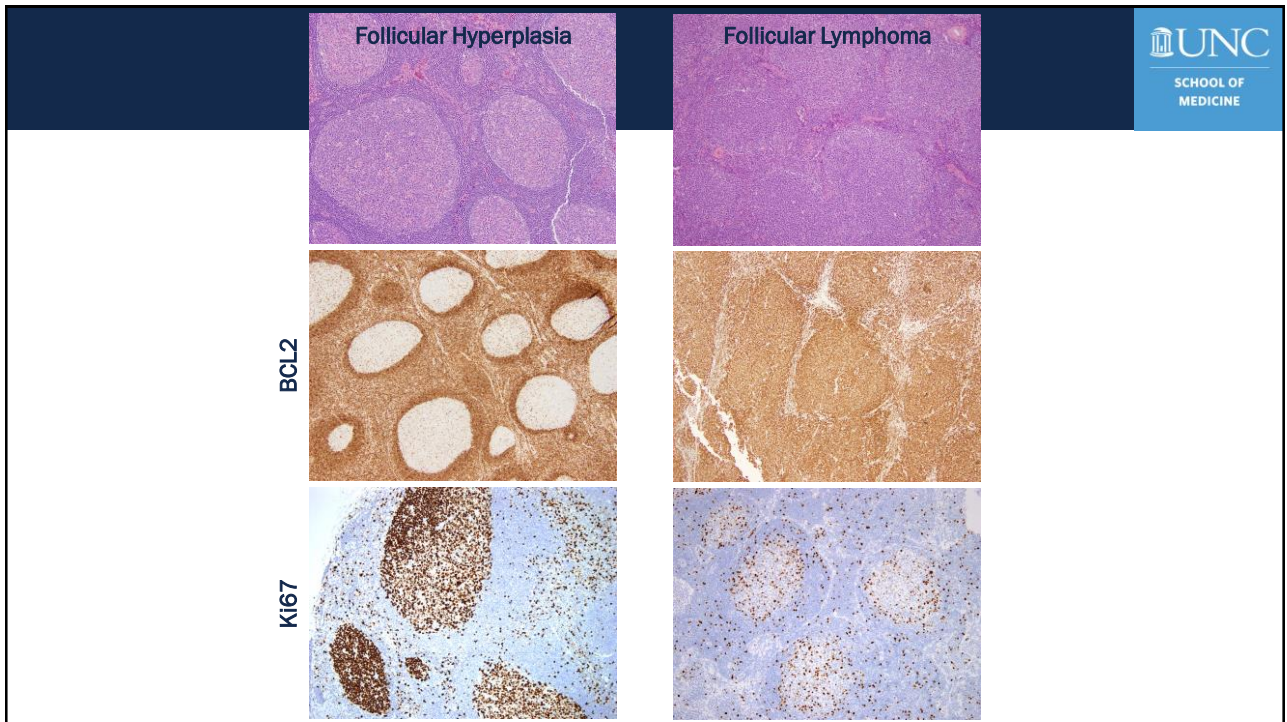 Follicular Hyperplasia
Follicular Lymphoma
UNC
SCHOOL OF
MEDICINE
BCL2
Ki67